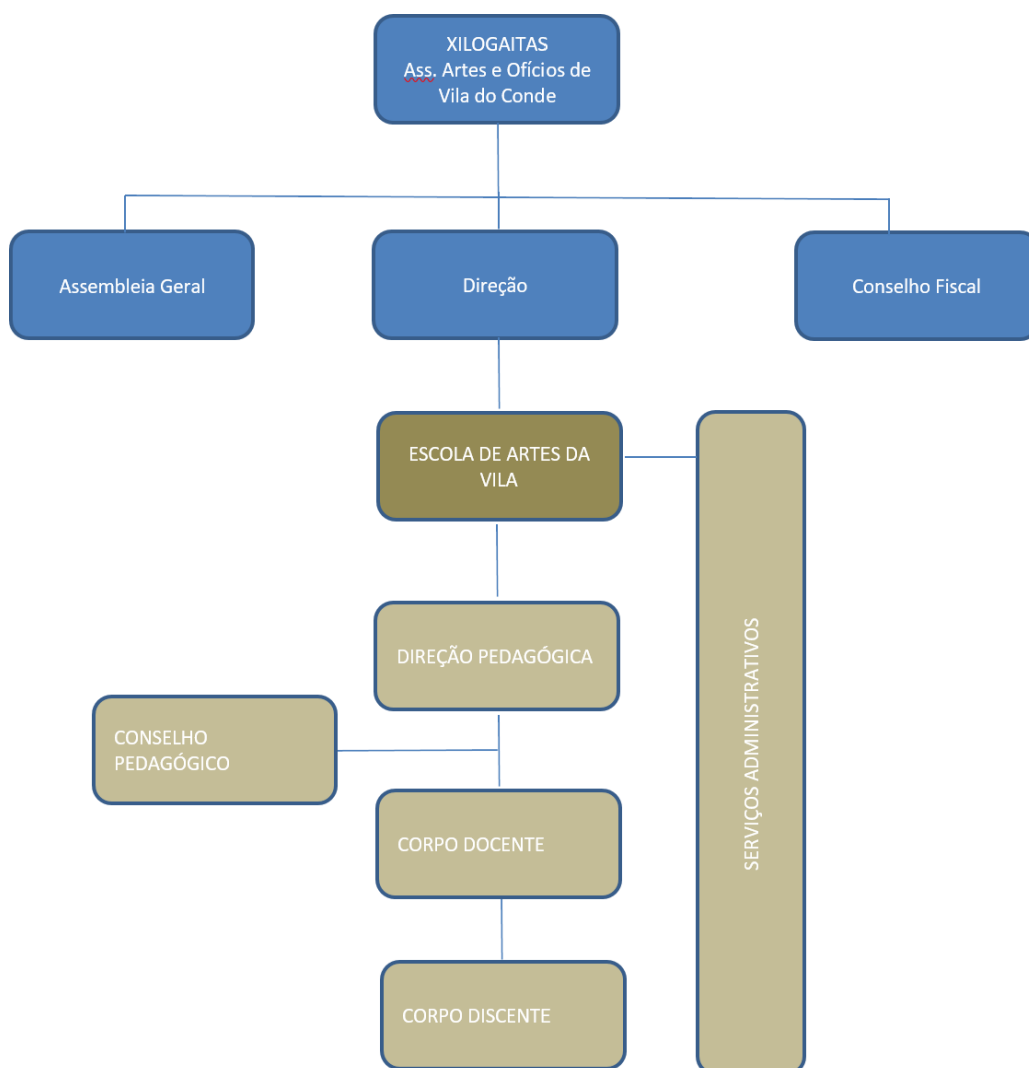 XILOGAITAS
Ass. Artes e Ofícios de
Vila do Conde
Assembleia Geral
Direção
Conselho Fiscal
ESCOLA DE ARTES DA
VILA
DIREÇÃO PEDAGÓGICA
CONSELHO
PEDAGÓGICO
SERVIÇOS ADMINISTRATIVOS
CORPO DOCENTE
CORPO DISCENTE